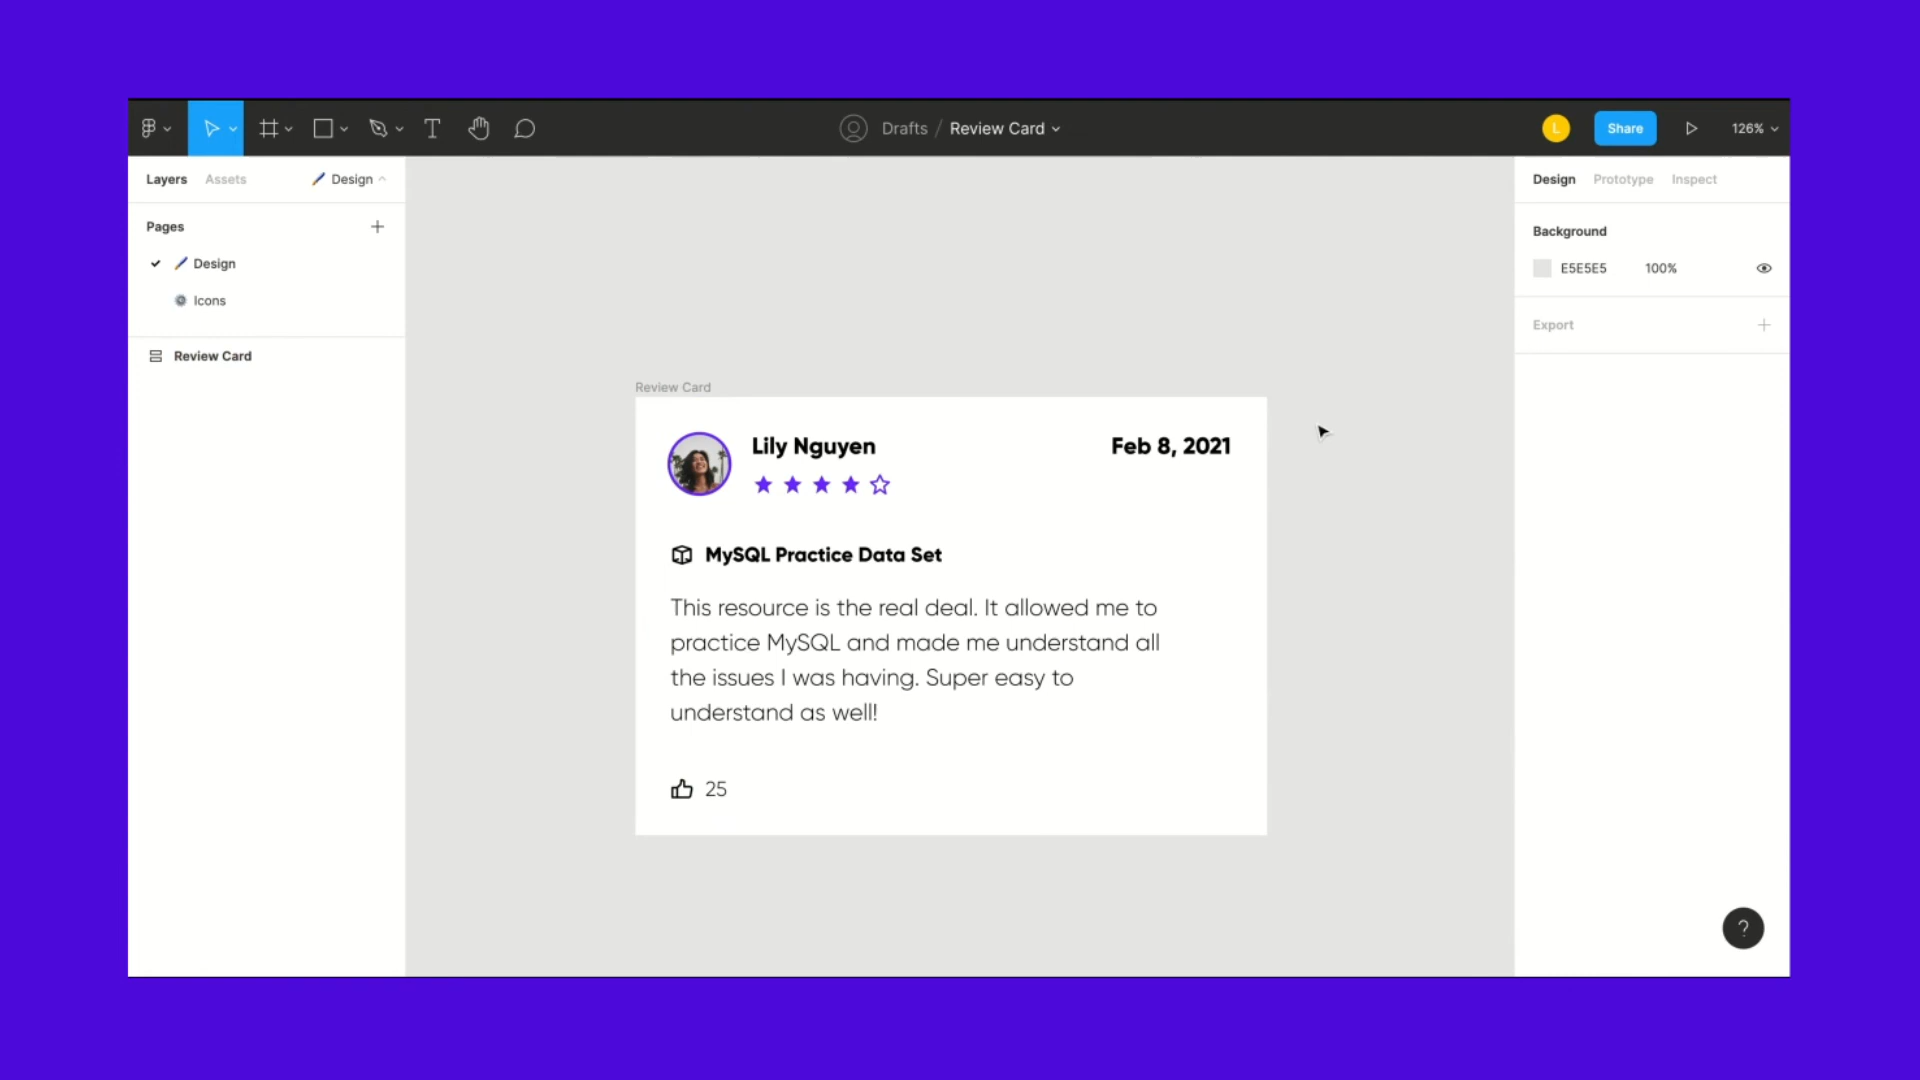 Drafts / Review Card
L
Share
126%
Layers
Assets
Design
Pages
Design
Icons
Review Card
Design
Prototype
Inspect
Background
E5E5E5
100%
Export
Review Card
Lily Nguyen
Feb 8, 2021
MySQL Practice Data Set
This resource is the real deal. It allowed me to
practice MySQL and made me understand all
the issues I was having. Super easy to
understand as well!
25
?